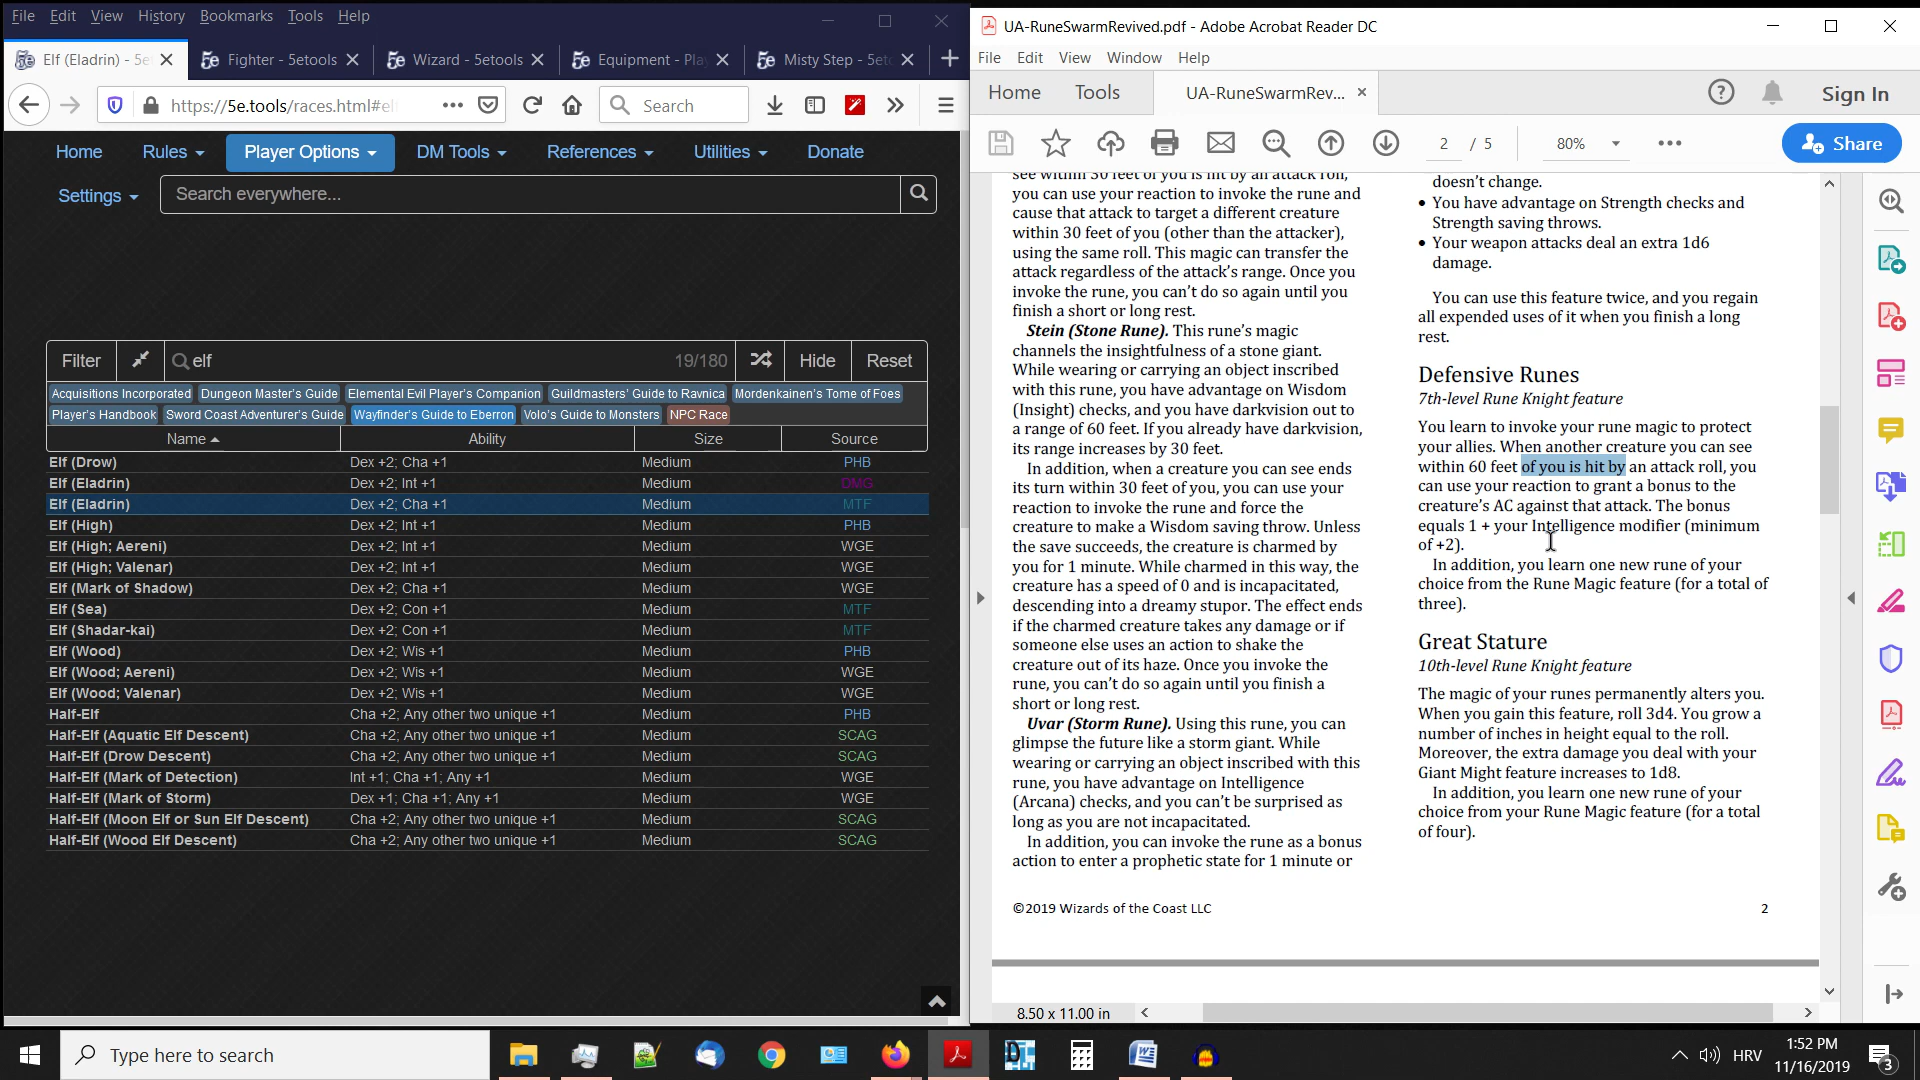 File Edit View History Bookmarks Tools Help
Elf (Eladrin) - 5e
Fighter - 5etools
Wizard - 5etools
Equipment - Play
Misty Step - 5eto
https://5e.tools/races.html#el
Search
Home
Rules
Player Options
DM Tools
References
Utilities
Donate
Settings
Search everywhere...
Filter
elf
19/180
Hide
Reset
Acquisitions Incorporated Dungeon Master's Guide Elemental Evil Player's Companion Guildmasters' Guide to Ravnica Mordenkainen's Tome of Foes
Player's Handbook Sword Coast Adventurer's Guide Wayfinder's Guide to Eberron Volo's Guide to Monsters NPC Race
Name Ability Size Source
Elf (Drow) Dex +2; Cha +1 Medium PHB
Elf (Eladrin) Dex +2; Int +1 Medium DMG
Elf (Eladrin) Dex +2; Cha +1 Medium MTF
Elf (High) Dex +2; Int +1 Medium PHB
Elf (High; Aereni) Dex +2; Int +1 Medium WGE
Elf (High; Valenar) Dex +2; Int +1 Medium WGE
Elf (Mark of Shadow) Dex +2; Cha +1 Medium WGE
Elf (Sea) Dex +2; Con +1 Medium MTF
Elf (Shadar-kai) Dex +2; Con +1 Medium MTF
Elf (Wood) Dex +2; Wis +1 Medium PHB
Elf (Wood; Aereni) Dex +2; Wis +1 Medium WGE
Elf (Wood; Valenar) Dex +2; Wis +1 Medium WGE
Half-Elf Cha +2; Any other two unique +1 Medium PHB
Half-Elf (Aquatic Elf Descent) Cha +2; Any other two unique +1 Medium SCAG
Half-Elf (Drow Descent) Cha +2; Any other two unique +1 Medium SCAG
Half-Elf (Mark of Detection) Int +1; Cha +1; Any +1 Medium WGE
Half-Elf (Mark of Storm) Dex +1; Cha +1; Any +1 Medium WGE
Half-Elf (Moon Elf or Sun Elf Descent) Cha +2; Any other two unique +1 Medium SCAG
Half-Elf (Wood Elf Descent) Cha +2; Any other two unique +1 Medium SCAG
UA-RuneSwarmRevived.pdf - Adobe Acrobat Reader DC
File Edit View Window Help
Home
Tools
UA-RuneSwarmRev...
Sign In
2 / 5
80%
Share
see within 30 feet of you is hit by an attack roll,
you can use your reaction to invoke the rune and
cause that attack to target a different creature
within 30 feet of you (other than the attacker),
using the same roll. This magic can transfer the
attack regardless of the attack's range. Once you
invoke the rune, you can't do so again until you
finish a short or long rest.
Stein (Stone Rune). This rune's magic
channels the insightfulness of a stone giant.
While wearing or carrying an object inscribed
with this rune, you have advantage on Wisdom
(Insight) checks, and you have darkvision out to
a range of 60 feet. If you already have darkvision,
its range increases by 30 feet.
In addition, when a creature you can see ends
its turn within 30 feet of you, you can use your
reaction to invoke the rune and force the
creature to make a Wisdom saving throw. Unless
the save succeeds, the creature is charmed by
you for 1 minute. While charmed in this way, the
creature has a speed of 0 and is incapacitated,
descending into a dreamy stupor. The effect ends
if the charmed creature takes any damage or if
someone else uses an action to shake the
creature out of its haze. Once you invoke the
rune, you can't do so again until you finish a
short or long rest.
Uvar (Storm Rune). Using this rune, you can
glimpse the future like a storm giant. While
wearing or carrying an object inscribed with this
rune, you have advantage on Intelligence
(Arcana) checks, and you can't be surprised as
long as you are not incapacitated.
In addition, you can invoke the rune as a bonus
action to enter a prophetic state for 1 minute or
doesn't change.
• You have advantage on Strength checks and
Strength saving throws.
• Your weapon attacks deal an extra 1d6
damage.
You can use this feature twice, and you regain
all expended uses of it when you finish a long
rest.
Defensive Runes
7th-level Rune Knight feature
You learn to invoke your rune magic to protect
your allies. When another creature you can see
within 60 feet of you is hit by an attack roll, you
can use your reaction to grant a bonus to the
creature's AC against that attack. The bonus
equals 1 + your Intelligence modifier (minimum
of +2).
In addition, you learn one new rune of your
choice from the Rune Magic feature (for a total of
three).
Great Stature
10th-level Rune Knight feature
The magic of your runes permanently alters you.
When you gain this feature, roll 3d4. You grow a
number of inches in height equal to the roll.
Moreover, the extra damage you deal with your
Giant Might feature increases to 1d8.
In addition, you learn one new rune of your
choice from your Rune Magic feature (for a total
of four).
©2019 Wizards of the Coast LLC
2
8.50 x 11.00 in
Type here to search
HRV
1:52 PM
11/16/2019
3